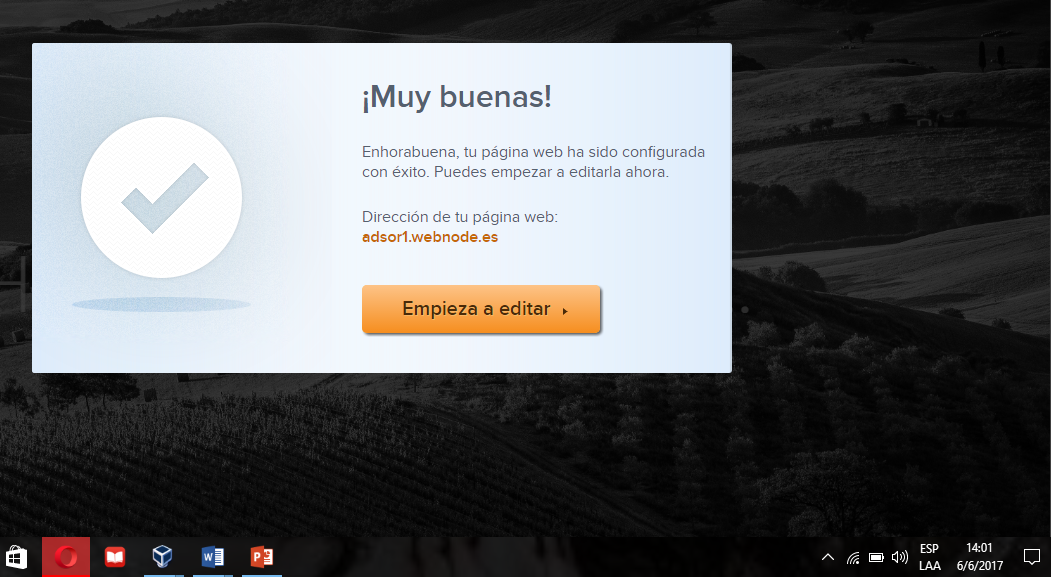 ¡Muy buenas!
Enhorabuena, tu página web ha sido configurada
con éxito. Puedes empezar a editarla ahora.
Dirección de tu página web:
adsor1.webnode.es
Empieza a editar
ESP
LAA
14:01
6/6/2017